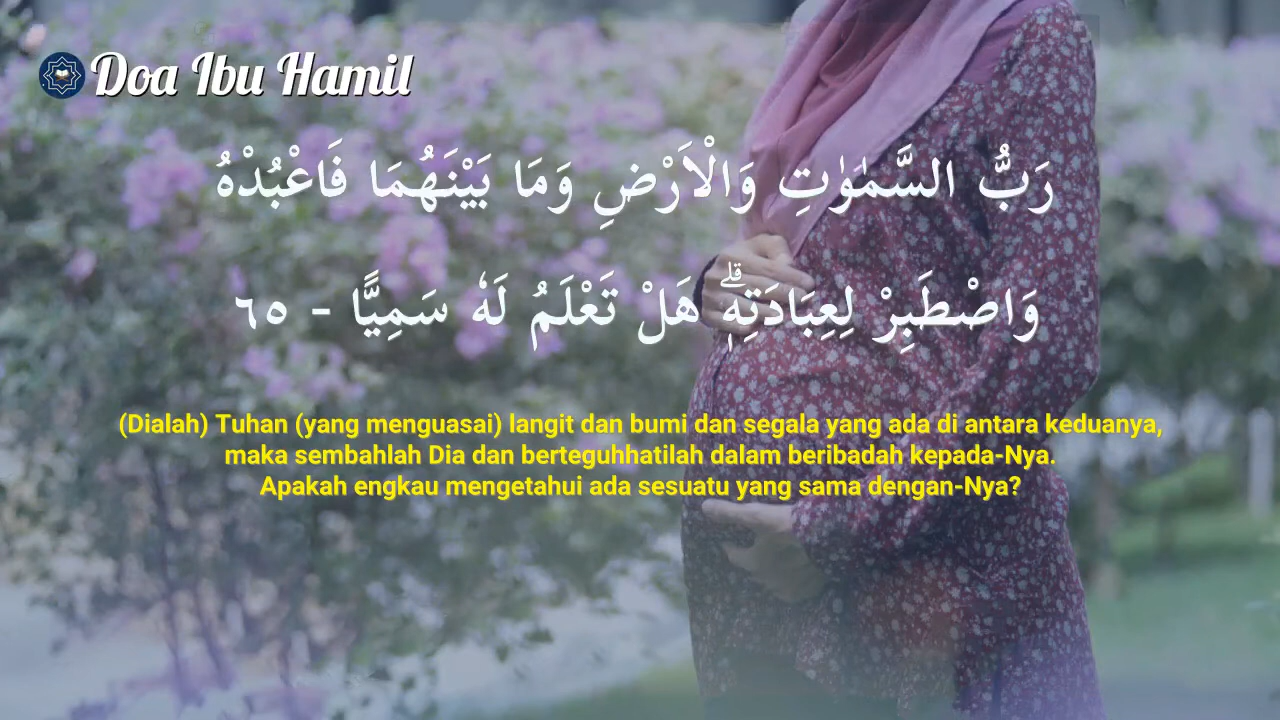 Doa Ibu Hamil
رَبُّ السَّمٰوٰتِ وَالْاَرْضِ وَمَا بَيْنَهُمَا فَاعْبُدْهُ
وَاصْطَبِرْ لِعِبَادَتِهٖۗ هَلْ تَعْلَمُ لَهٗ سَمِيًّا - ٦٥
(Dialah) Tuhan (yang menguasai) langit dan bumi dan segala yang ada di antara keduanya,
maka sembahlah Dia dan berteguhhatilah dalam beribadah kepada-Nya.
Apakah engkau mengetahui ada sesuatu yang sama dengan-Nya?